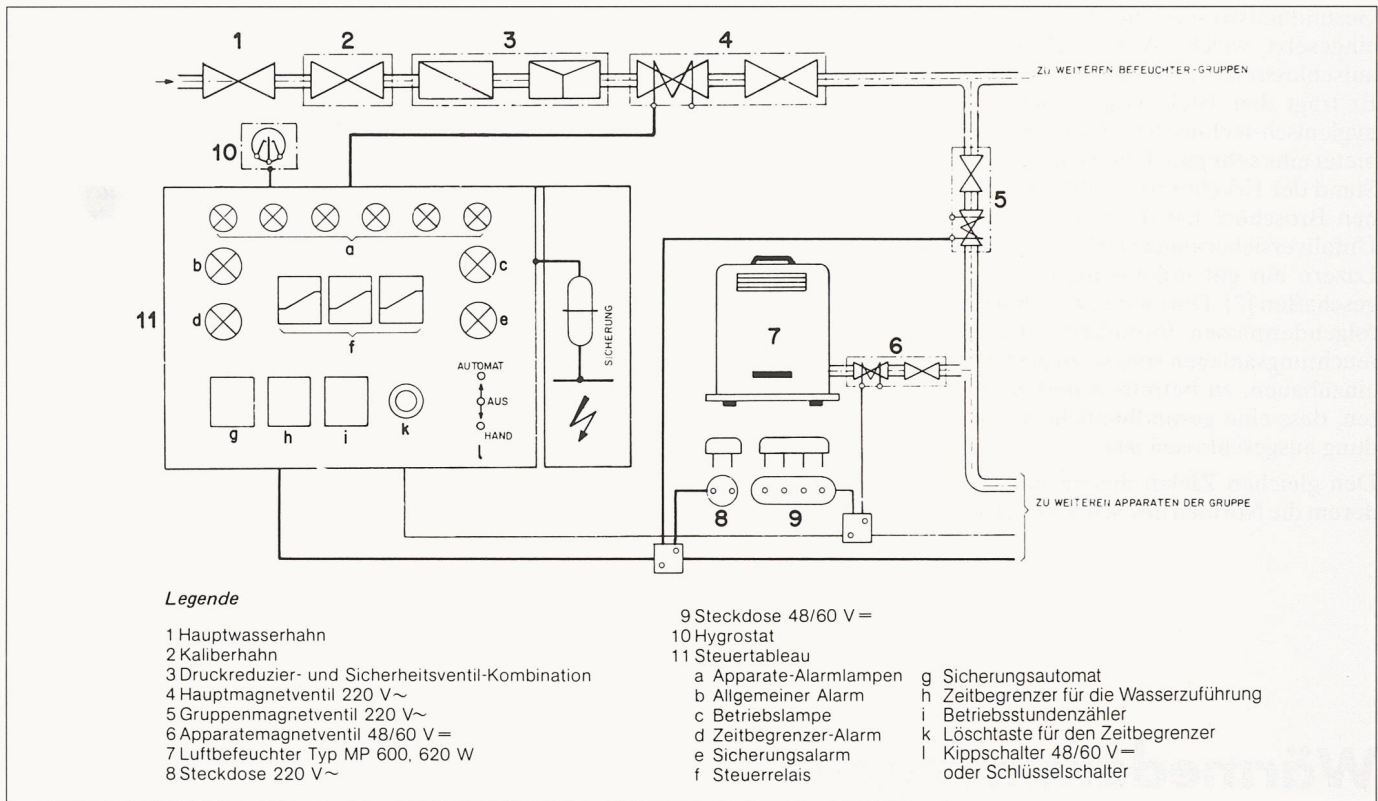 1 2 3 4
ZU WEITEREN BEFEUCHTER-GRUPPEN
10
5
a
b c
11 d e
f
7
6
SICHERUNG
AUTOMAT
AUS
HAND
g h i k l
8 9
ZU WEITEREN APPARATEN DER GRUPPE
Legende
1 Hauptwasserhahn
2 Kaliberhahn
3 Druckreduzier- und Sicherheitsventil-Kombination
4 Hauptmagnetventil 220 V~
5 Gruppenmagnetventil 220 V~
6 Apparatemagnetventil 48/60 V=
7 Luftbefeuchter Typ MP 600, 620 W
8 Steckdose 220 V~
9 Steckdose 48/60 V=
10 Hygrostat
11 Steuertableau
a Apparate-Alarmlampen
b Allgemeiner Alarm
c Betriebslampe
d Zeitbegrenzer-Alarm
e Sicherungsalarm
f Steuerrelais
g Sicherungsautomat
h Zeitbegrenzer für die Wasserzuführung
i Betriebsstundenzähler
k Löschtaste für den Zeitbegrenzer
l Kippschalter 48/60 V=
oder Schlüsselschalter